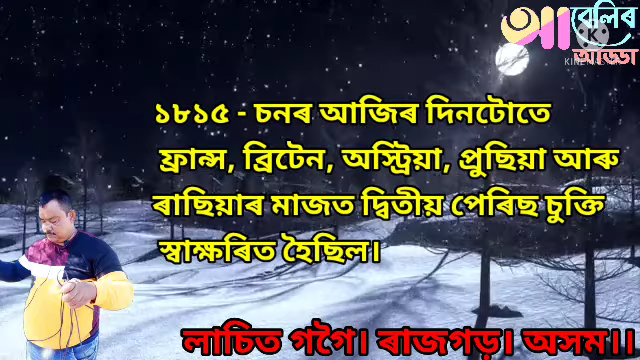 আবেলিৰ
আড্ডা
১৮১৫ - চনৰ আজিৰ দিনটোতে
ফ্ৰান্স, ব্ৰিটেন, অস্ট্ৰিয়া, প্ৰুছিয়া আৰু
ৰাছিয়াৰ মাজত দ্বিতীয় পেৰিছ চুক্তি
স্বাক্ষৰিত হৈছিল।
লাচিত গগৈ। ৰাজগড়। অসম।।